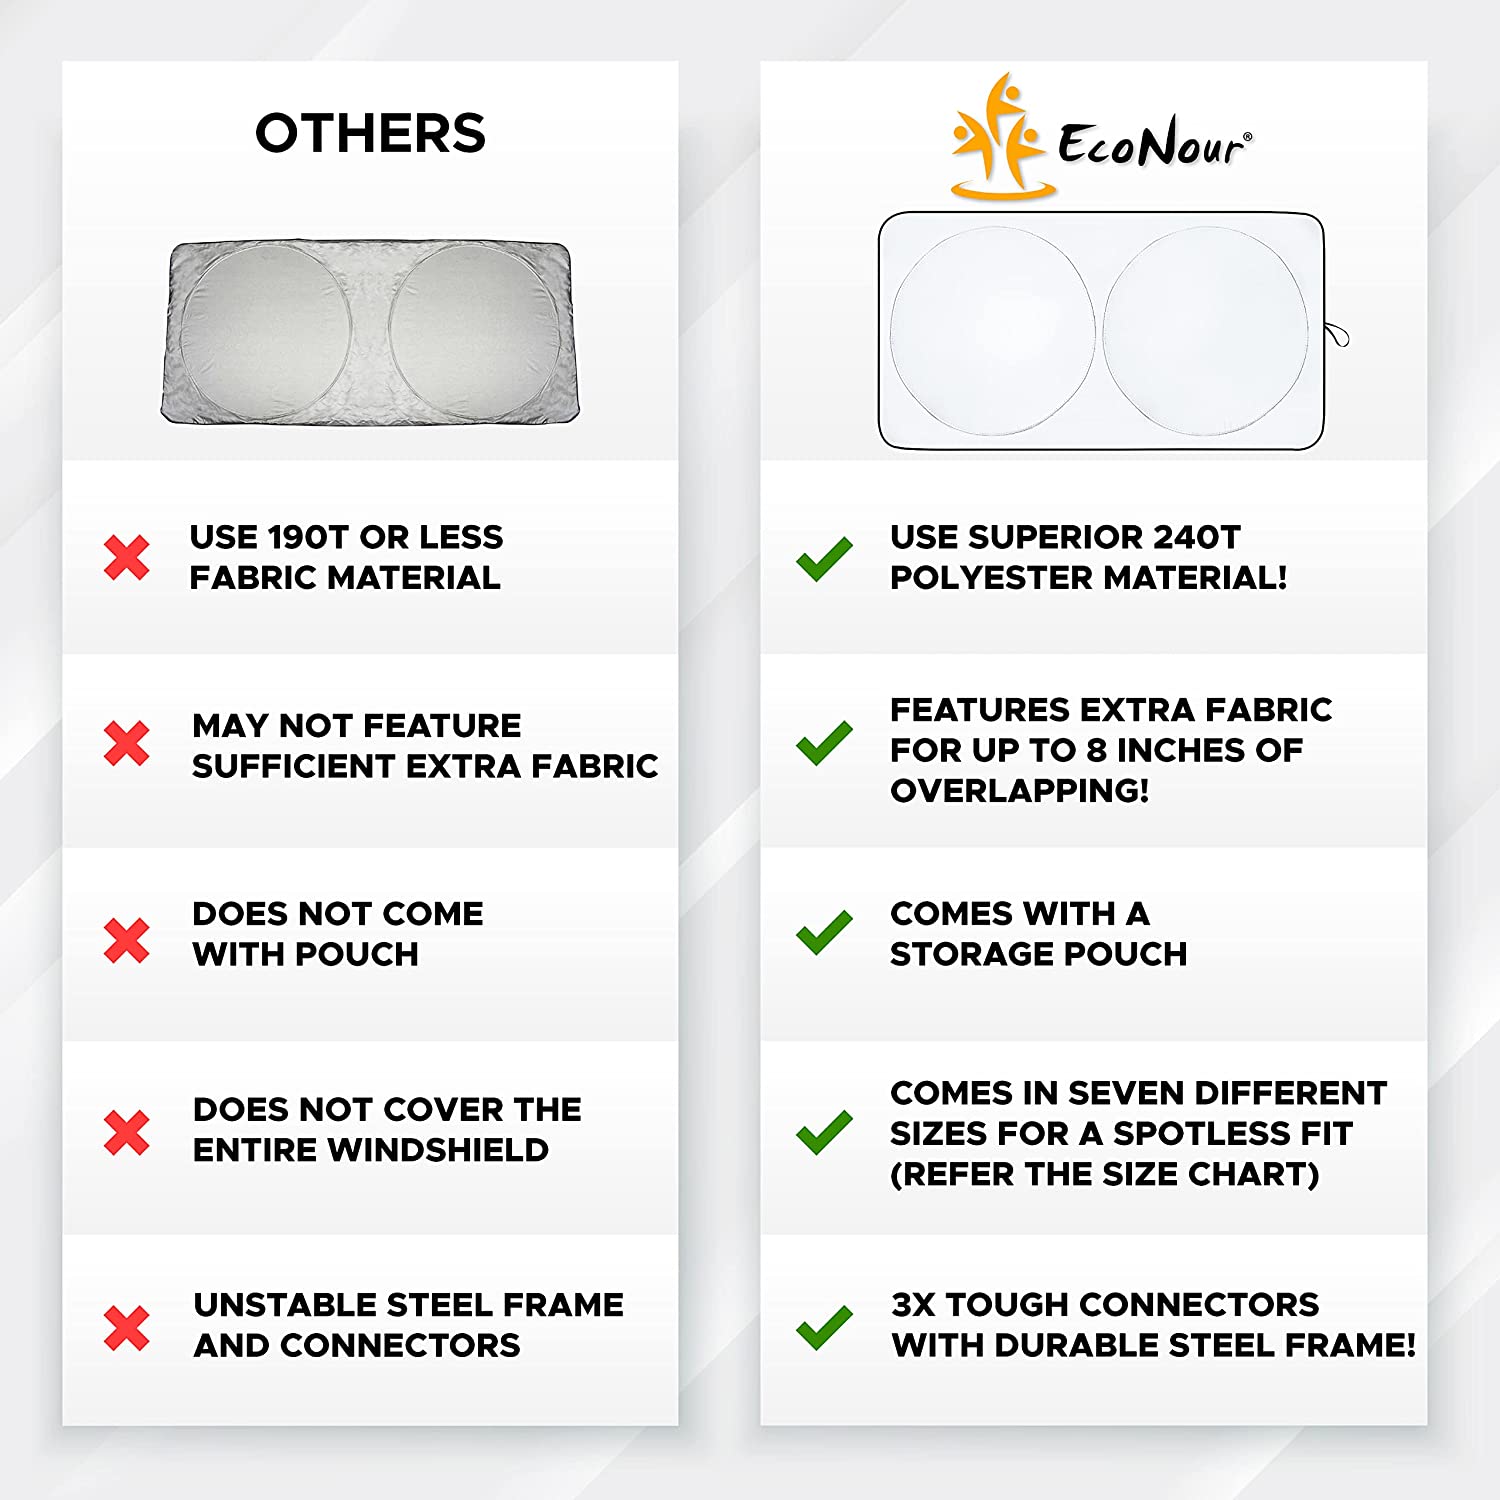 OTHERS
USE 190T OR LESS
FABRIC MATERIAL
MAY NOT FEATURE
SUFFICIENT EXTRA FABRIC
DOES NOT COME
WITH POUCH
DOES NOT COVER THE
ENTIRE WINDSHIELD
UNSTABLE STEEL FRAME
AND CONNECTORS
EcoNour®
USE SUPERIOR 240T
POLYESTER MATERIAL!
FEATURES EXTRA FABRIC
FOR UP TO 8 INCHES OF
OVERLAPPING!
COMES WITH A
STORAGE POUCH
COMES IN SEVEN DIFFERENT
SIZES FOR A SPOTLESS FIT
(REFER THE SIZE CHART)
3X TOUGH CONNECTORS
WITH DURABLE STEEL FRAME!